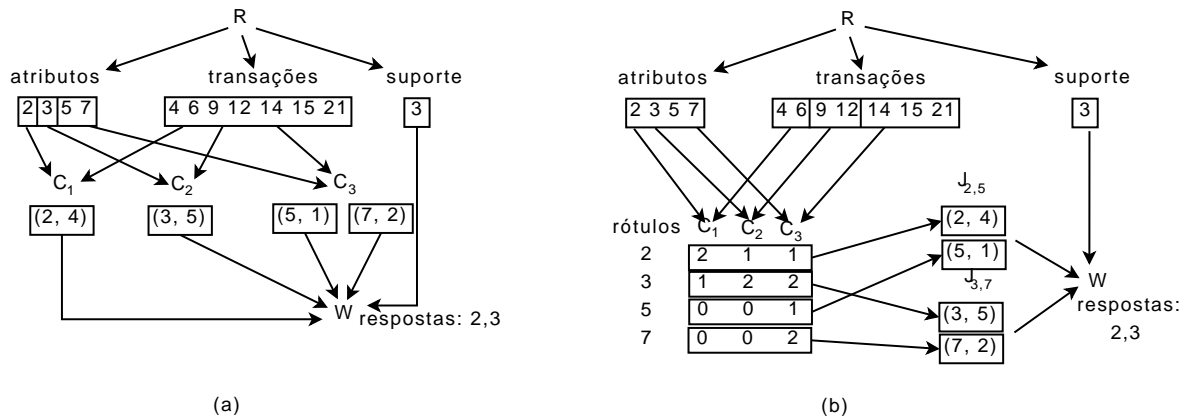 R
atributos transações suporte
2 3 5 7 4 6 9 12 14 15 21 3
C1 C2 C3
(2, 4) (3, 5) (5, 1) (7, 2)
W
respostas: 2,3
(a)
R
atributos transações suporte
2 3 5 7 4 6 9 12 14 15 21 3
J2,5
rótulos C1 C2 C3 (2, 4)
2 2 1 1 (5, 1)
3 1 2 2 J3,7 W
5 0 0 1 (3, 5) respostas:
7 0 0 2 (7, 2) 2,3
(b)